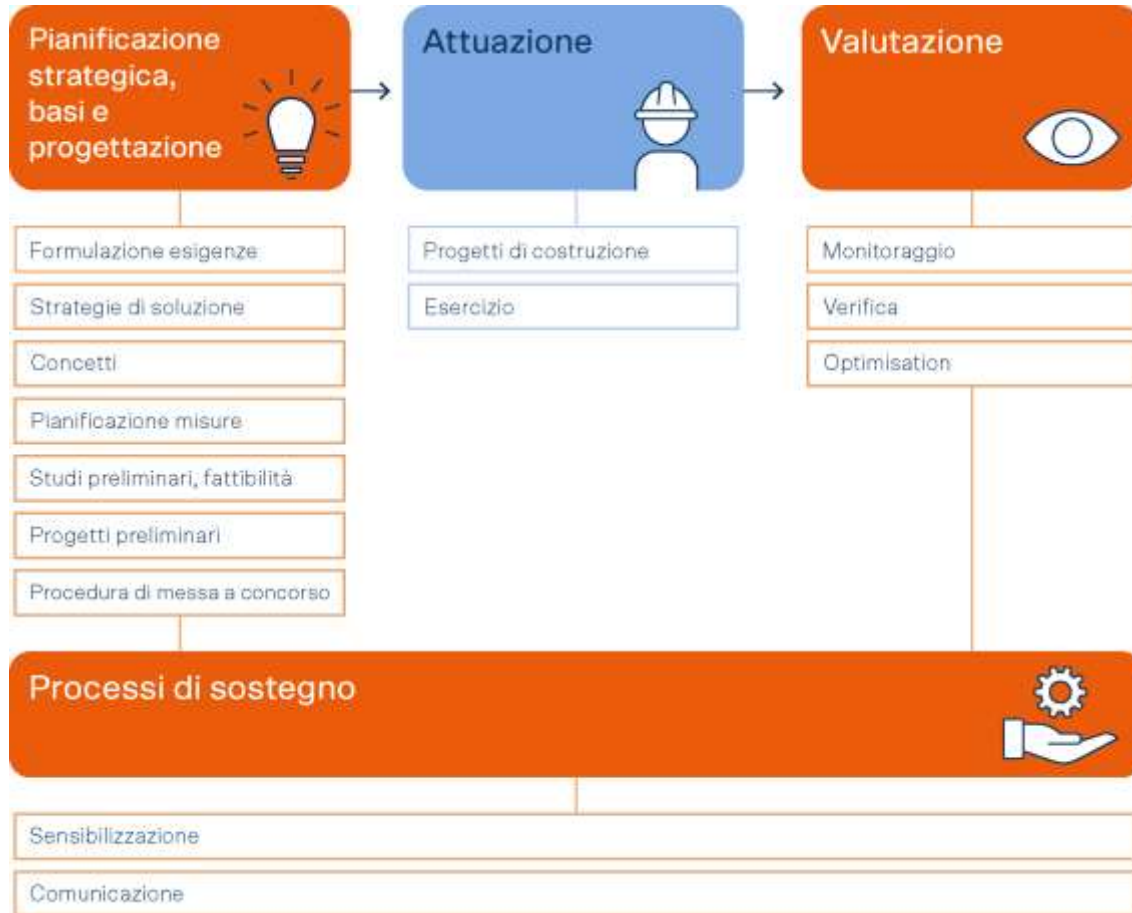 Pianificazione
strategica,
basi e
progettazione
Formulazione esigenze
Strategie di soluzione
Concetti
Pianificazione misure
Studi preliminari, fattibilità
Progetti preliminari
Procedura di messa a concorso
Attuazione
Progetti di costruzione
Esercizio
Valutazione
Monitoraggio
Verifica
Optimisation
Processi di sostegno
Sensibilizzazione
Comunicazione